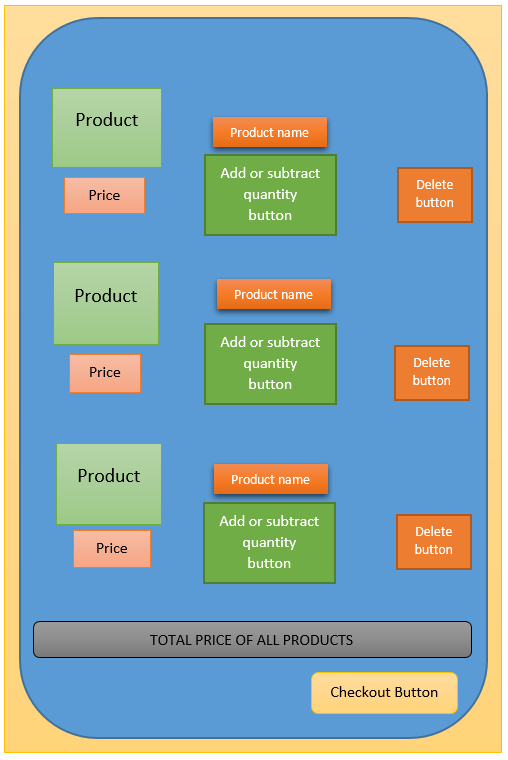 Product
Product name
Add or subtract
quantity
button
Price
Delete
button
Product
Product name
Add or subtract
quantity
button
Price
Delete
button
Product
Product name
Add or subtract
quantity
button
Price
Delete
button
TOTAL PRICE OF ALL PRODUCTS
Checkout Button